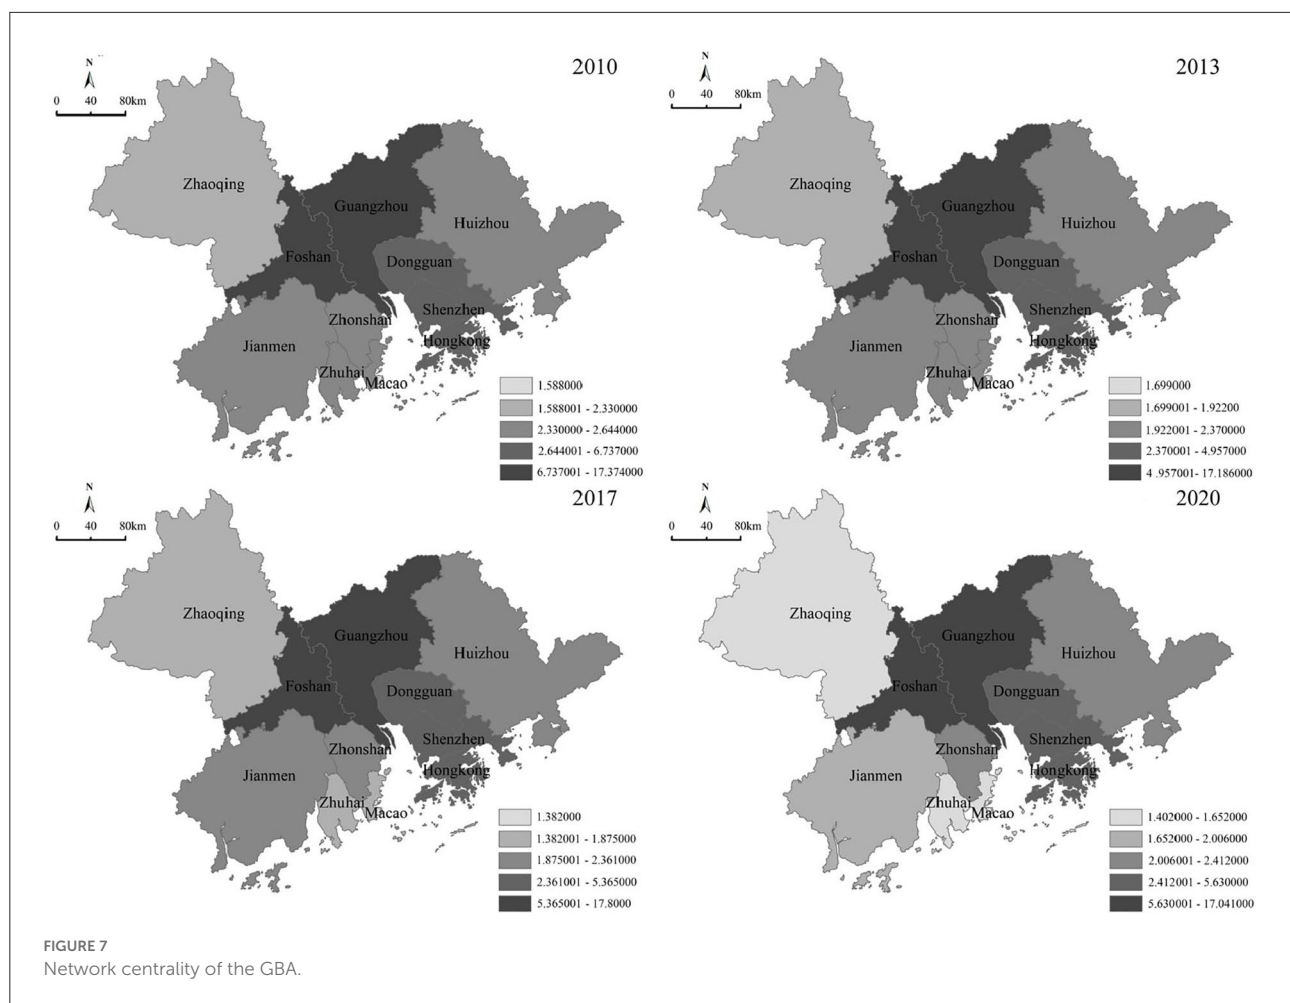 2010
N
0 40 80km
Zhaoqing
Guangzhou
Huizhou
Foshan
Dongguan
Shenzhen
Zhonshan
Hongkong
Jianmen
Zhuhai
Macao
1.588000
1.588001 - 2.330000
2.330000 - 2.644000
2.644001 - 6.737000
6.737001 - 17.374000
2013
N
0 40 80km
Zhaoqing
Guangzhou
Huizhou
Foshan
Dongguan
Shenzhen
Zhonshan
Hongkong
Jianmen
Zhuhai
Macao
1.699000
1.699001 - 1.92200
1.922001 - 2.370000
2.370001 - 4.957000
4 .957001- 17.186000
2017
N
0 40 80km
Zhaoqing
Guangzhou
Huizhou
Foshan
Dongguan
Shenzhen
Zhonshan
Hongkong
Jianmen
Zhuhai
Macao
1.382000
1.382001 - 1.875000
1.875001 - 2.361000
2.361001 - 5.365000
5.365001 - 17.8000
2020
N
0 40 80km
Zhaoqing
Guangzhou
Huizhou
Foshan
Dongguan
Shenzhen
Zhonshan
Hongkong
Jianmen
Zhuhai
Macao
1.402000 - 1.652000
1.652000 - 2.006000
2.006001 - 2.412000
2.412001 - 5.630000
5.630001 - 17.041000
FIGURE 7
Network centrality of the GBA.